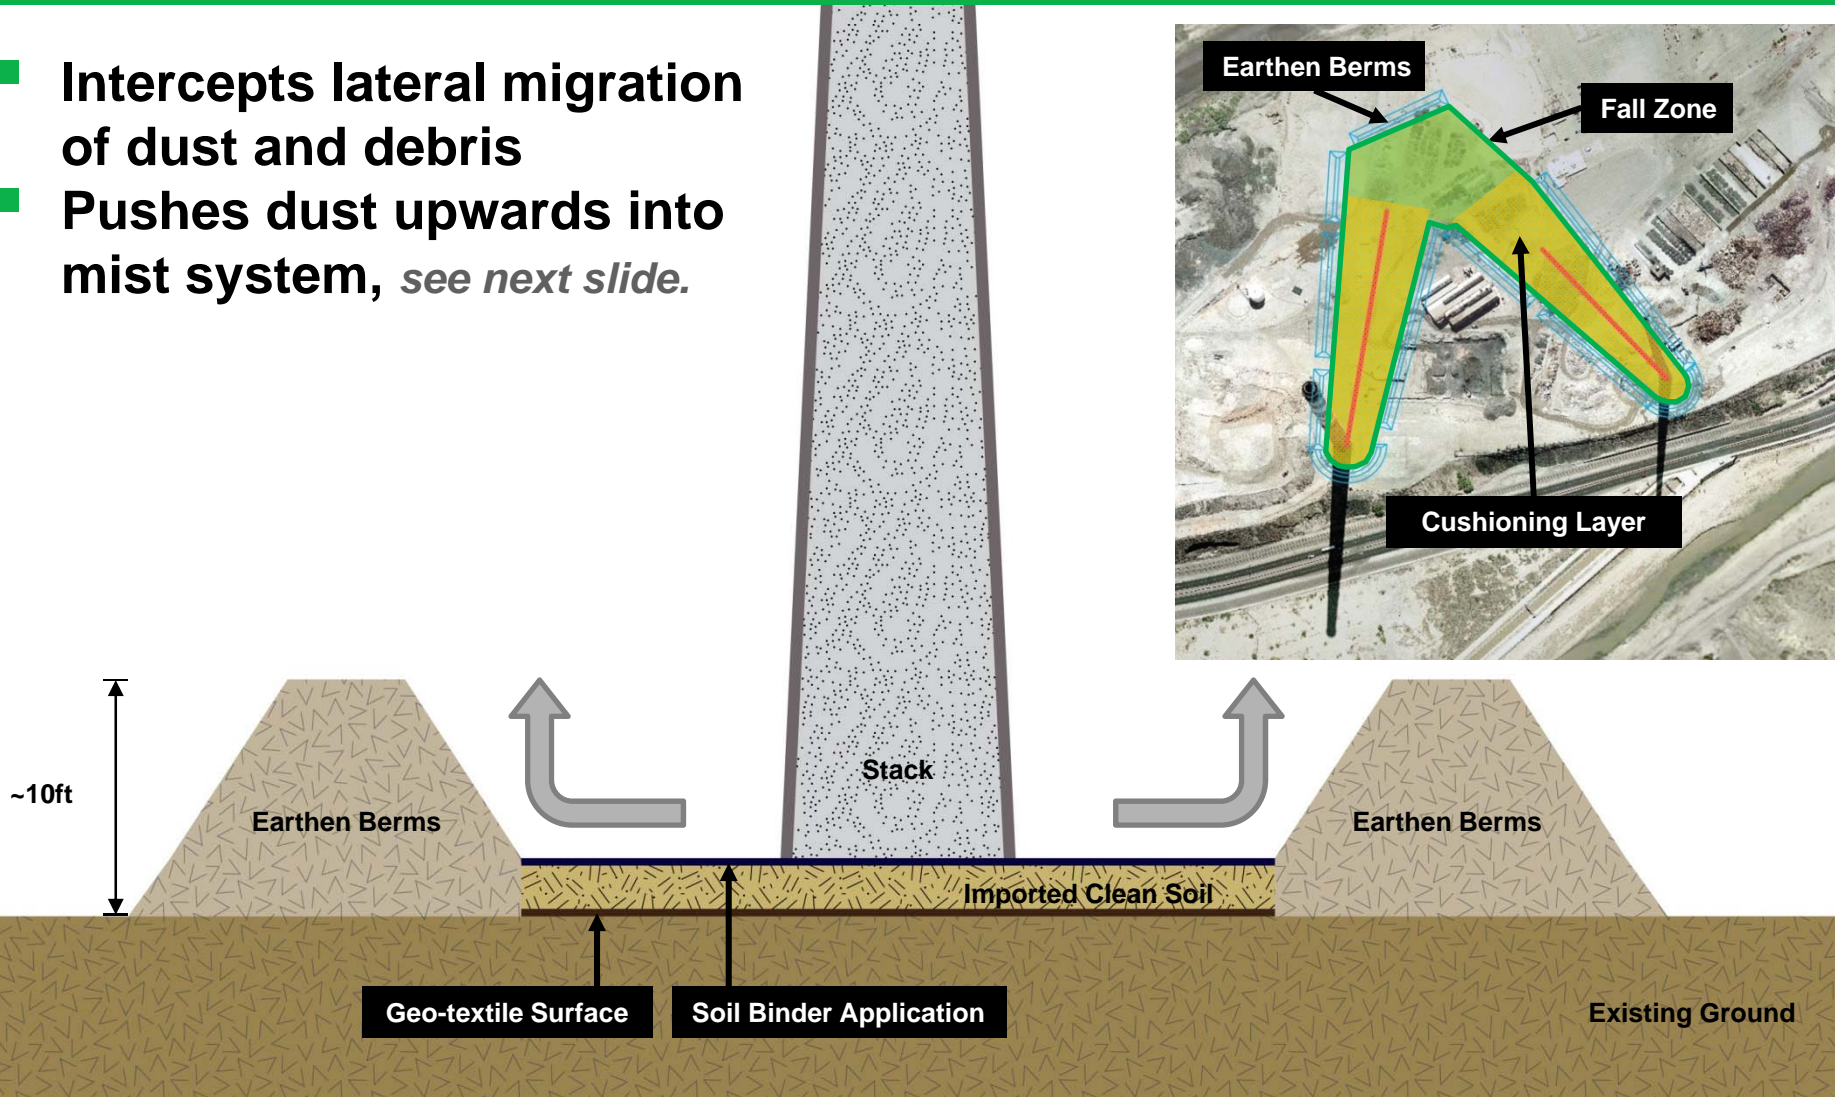 Intercepts lateral migration
of dust and debris
Pushes dust upwards into
mist system, see next slide.
Earthen Berms
Fall Zone
Cushioning Layer
Stack
~10ft
Earthen Berms
Earthen Berms
Imported Clean Soil
Geo-textile Surface
Soil Binder Application
Existing Ground